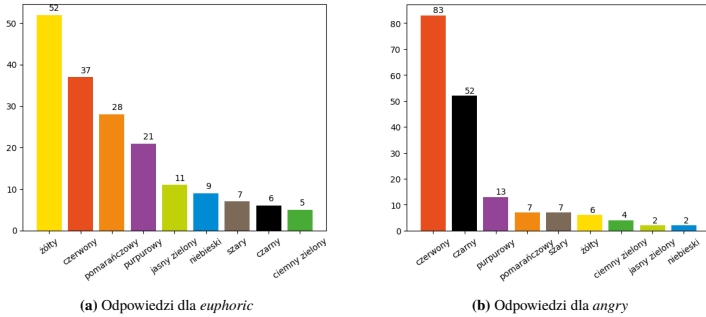 52
50
40
37
30
28
21
20
11
10
9
7
6
5
0
żółty
czerwony
pomarańczowy
purpurowy
jasny zielony
niebieski
szary
czarny
ciemny zielony
(a) Odpowiedzi dla euphoric
83
80
70
60
52
50
40
30
20
13
10
7
7
6
4
2
2
0
czerwony
czarny
purpurowy
pomarańczowy
szary
żółty
ciemny zielony
jasny zielony
niebieski
(b) Odpowiedzi dla angry